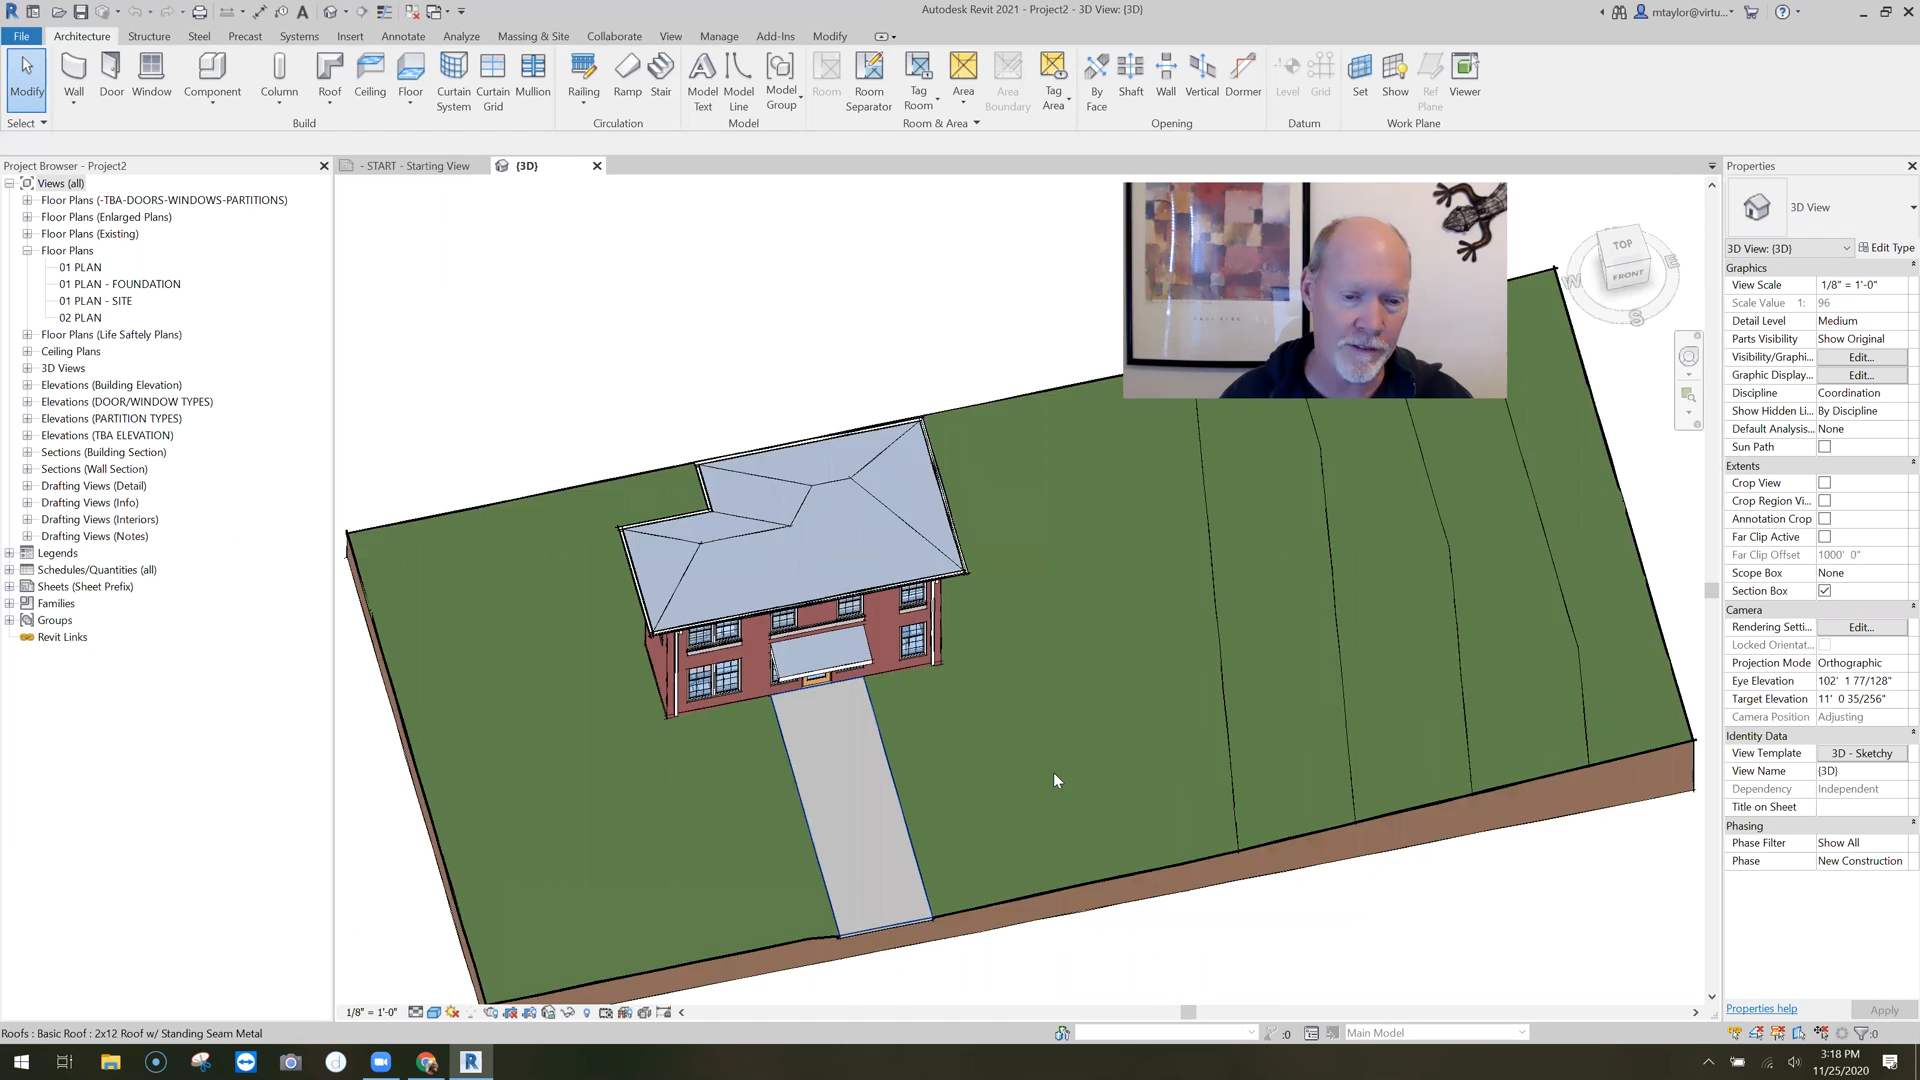 Autodesk Revit 2021 - Project2 - 3D View: {3D}
mtaylor@virtu...
File Architecture Structure Steel Precast Systems Insert Annotate Analyze Massing & Site Collaborate View Manage Add-Ins Modify
Modify Wall Door Window Component Column Roof Ceiling Floor Curtain System Curtain Grid Mullion Railing Ramp Stair Model Text Model Line Model Group Room Room Separator Tag Room Area Area Boundary Tag Area By Face Shaft Wall Vertical Dormer Level Grid Set Show Ref Plane Viewer
Select Build Circulation Model Room & Area Opening Datum Work Plane
Project Browser - Project2
- START - Starting View {3D}
Views (all)
Floor Plans (-TBA-DOORS-WINDOWS-PARTITIONS)
Floor Plans (Enlarged Plans)
Floor Plans (Existing)
Floor Plans
01 PLAN
01 PLAN - FOUNDATION
01 PLAN - SITE
02 PLAN
Floor Plans (Life Saftely Plans)
Ceiling Plans
3D Views
Elevations (Building Elevation)
Elevations (DOOR/WINDOW TYPES)
Elevations (PARTITION TYPES)
Elevations (TBA ELEVATION)
Sections (Building Section)
Sections (Wall Section)
Drafting Views (Detail)
Drafting Views (Info)
Drafting Views (Interiors)
Drafting Views (Notes)
Legends
Schedules/Quantities (all)
Sheets (Sheet Prefix)
Families
Groups
Revit Links
TOP
FRONT
W
E
S
Properties
3D View
3D View: {3D} Edit Type
Graphics
View Scale 1/8" = 1'-0"
Scale Value 1: 96
Detail Level Medium
Parts Visibility Show Original
Visibility/Graphi... Edit...
Graphic Display... Edit...
Discipline Coordination
Show Hidden Li... By Discipline
Default Analysis... None
Sun Path
Extents
Crop View
Crop Region Vi...
Annotation Crop
Far Clip Active
Far Clip Offset 1000' 0"
Scope Box None
Section Box
Camera
Rendering Setti... Edit...
Locked Orientat...
Projection Mode Orthographic
Eye Elevation 102' 1 77/128"
Target Elevation 11' 0 35/256"
Camera Position Adjusting
Identity Data
View Template 3D - Sketchy
View Name {3D}
Dependency Independent
Title on Sheet
Phasing
Phase Filter Show All
Phase New Construction
Properties help Apply
1/8" = 1'-0"
Roofs : Basic Roof : 2x12 Roof w/ Standing Seam Metal
:0 Main Model :0
3:18 PM
11/25/2020